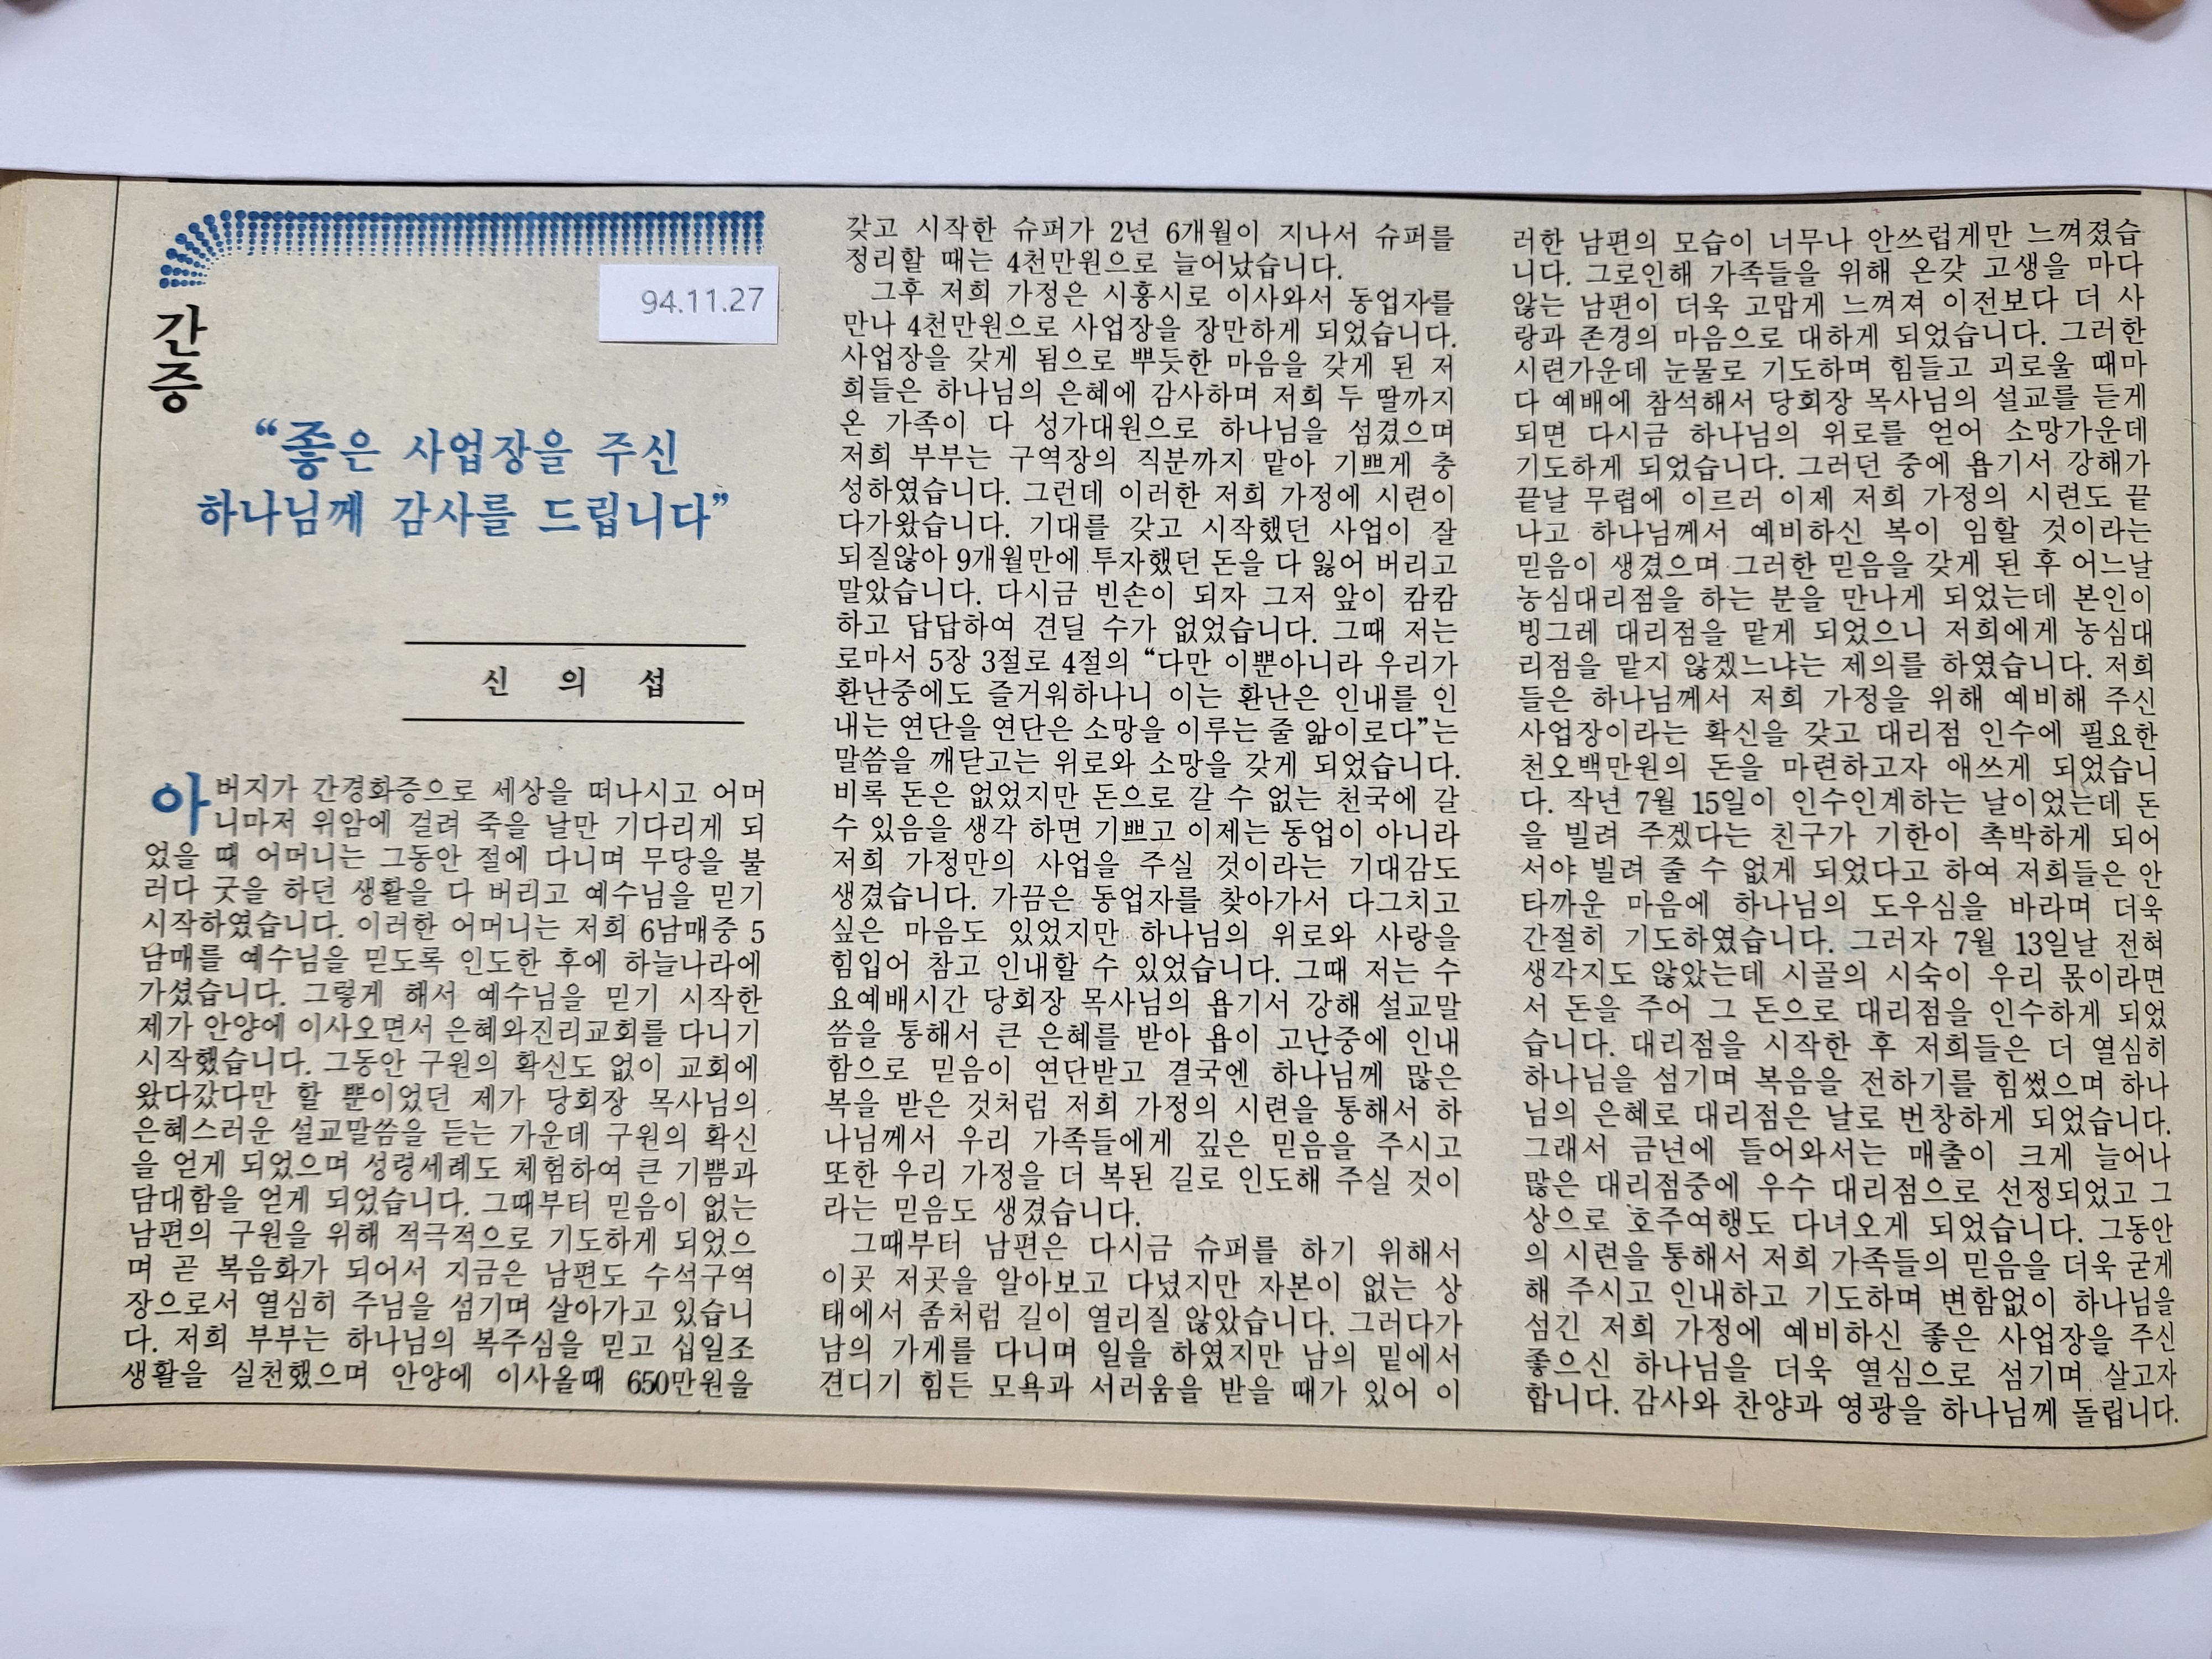 94.11.27
간증
“좋은 사업장을 주신
하나님께 감사를 드립니다”
신 의 섭
아버지가 간경화증으로 세상을 떠나시고 어머
니마저 위암에 걸려 죽을 날만 기다리게 되
었을 때 어머니는 그동안 절에 다니며 무당을 불
러다 굿을 하던 생활을 다 버리고 예수님을 믿기
시작하였습니다. 이러한 어머니는 저희 6남매중 5
남매를 예수님을 믿도록 인도한 후에 하늘나라에
가셨습니다. 그렇게 해서 예수님을 믿기 시작한
제가 안양에 이사오면서 은혜와진리교회를 다니기
시작했습니다. 그동안 구원의 확신도 없이 교회에
왔다갔다만 할 뿐이었던 제가 당회장 목사님의
은혜스러운 설교말씀을 듣는 가운데 구원의 확신
을 얻게 되었으며 성령세례도 체험하여 큰 기쁨과
담대함을 얻게 되었습니다. 그때부터 믿음이 없는
남편의 구원을 위해 적극적으로 기도하게 되었으
며 곧 복음화가 되어서 지금은 남편도 수석구역
장으로서 열심히 주님을 섬기며 살아가고 있습니
다. 저희 부부는 하나님의 복주심을 믿고 십일조
생활을 실천했으며 안양에 이사올때 650만원을
갖고 시작한 슈퍼가 2년 6개월이 지나서 슈퍼를
정리할 때는 4천만원으로 늘어났습니다.
그후 저희 가정은 시흥시로 이사와서 동업자를
만나 4천만원으로 사업장을 장만하게 되었습니다.
사업장을 갖게 됨으로 뿌듯한 마음을 갖게 된 저
희들은 하나님의 은혜에 감사하며 저희 두 딸까지
온 가족이 다 성가대원으로 하나님을 섬겼으며
저희 부부는 구역장의 직분까지 맡아 기쁘게 충
성하였습니다. 그런데 이러한 저희 가정에 시련이
다가왔습니다. 기대를 갖고 시작했던 사업이 잘
되질않아 9개월만에 투자했던 돈을 다 잃어 버리고
말았습니다. 다시금 빈손이 되자 그저 앞이 캄캄
하고 답답하여 견딜 수가 없었습니다. 그때 저는
로마서 5장 3절로 4절의 “다만 이뿐아니라 우리가
환난중에도 즐거워하나니 이는 환난은 인내를 인
내는 연단을 연단은 소망을 이루는 줄 앎이로다”는
말씀을 깨닫고는 위로와 소망을 갖게 되었습니다.
비록 돈은 없었지만 돈으로 갈 수 없는 천국에 갈
수 있음을 생각 하면 기쁘고 이제는 동업이 아니라
저희 가정만의 사업을 주실 것이라는 기대감도
생겼습니다. 가끔은 동업자를 찾아가서 다그치고
싶은 마음도 있었지만 하나님의 위로와 사랑을
힘입어 참고 인내할 수 있었습니다. 그때 저는 수
요예배시간 당회장 목사님의 욥기서 강해 설교말
씀을 통해서 큰 은혜를 받아 욥이 고난중에 인내
함으로 믿음이 연단받고 결국엔 하나님께 많은
복을 받은 것처럼 저희 가정의 시련을 통해서 하
나님께서 우리 가족들에게 깊은 믿음을 주시고
또한 우리 가정을 더 복된 길로 인도해 주실 것이
라는 믿음도 생겼습니다.
그때부터 남편은 다시금 슈퍼를 하기 위해서
이곳 저곳을 알아보고 다녔지만 자본이 없는 상
태에서 좀처럼 길이 열리질 않았습니다. 그러다가
남의 가게를 다니며 일을 하였지만 남의 밑에서
견디기 힘든 모욕과 서러움을 받을 때가 있어 이
러한 남편의 모습이 너무나 안쓰럽게만 느껴졌습
니다. 그로인해 가족들을 위해 온갖 고생을 마다
않는 남편이 더욱 고맙게 느껴져 이전보다 더 사
랑과 존경의 마음으로 대하게 되었습니다. 그러한
시련가운데 눈물로 기도하며 힘들고 괴로울 때마
다 예배에 참석해서 당회장 목사님의 설교를 듣게
되면 다시금 하나님의 위로를 얻어 소망가운데
기도하게 되었습니다. 그러던 중에 욥기서 강해가
끝날 무렵에 이르러 이제 저희 가정의 시련도 끝
나고 하나님께서 예비하신 복이 임할 것이라는
믿음이 생겼으며 그러한 믿음을 갖게 된 후 어느날
농심대리점을 하는 분을 만나게 되었는데 본인이
빙그레 대리점을 맡게 되었으니 저희에게 농심대
리점을 맡지 않겠느냐는 제의를 하였습니다. 저희
들은 하나님께서 저희 가정을 위해 예비해 주신
사업장이라는 확신을 갖고 대리점 인수에 필요한
천오백만원의 돈을 마련하고자 애쓰게 되었습니
다. 작년 7월 15일이 인수인계하는 날이었는데 돈
을 빌려 주겠다는 친구가 기한이 촉박하게 되어
서야 빌려 줄 수 없게 되었다고 하여 저희들은 안
타까운 마음에 하나님의 도우심을 바라며 더욱
간절히 기도하였습니다. 그러자 7월 13일날 전혀
생각지도 않았는데 시골의 시숙이 우리 몫이라면
서 돈을 주어 그 돈으로 대리점을 인수하게 되었
습니다. 대리점을 시작한 후 저희들은 더 열심히
하나님을 섬기며 복음을 전하기를 힘썼으며 하나
님의 은혜로 대리점은 날로 번창하게 되었습니다.
그래서 금년에 들어와서는 매출이 크게 늘어나
많은 대리점중에 우수 대리점으로 선정되었고 그
상으로 호주여행도 다녀오게 되었습니다. 그동안
의 시련을 통해서 저희 가족들의 믿음을 더욱 굳게
해 주시고 인내하고 기도하며 변함없이 하나님을
섬긴 저희 가정에 예비하신 좋은 사업장을 주신
좋으신 하나님을 더욱 열심으로 섬기며 살고자
합니다. 감사와 찬양과 영광을 하나님께 돌립니다.